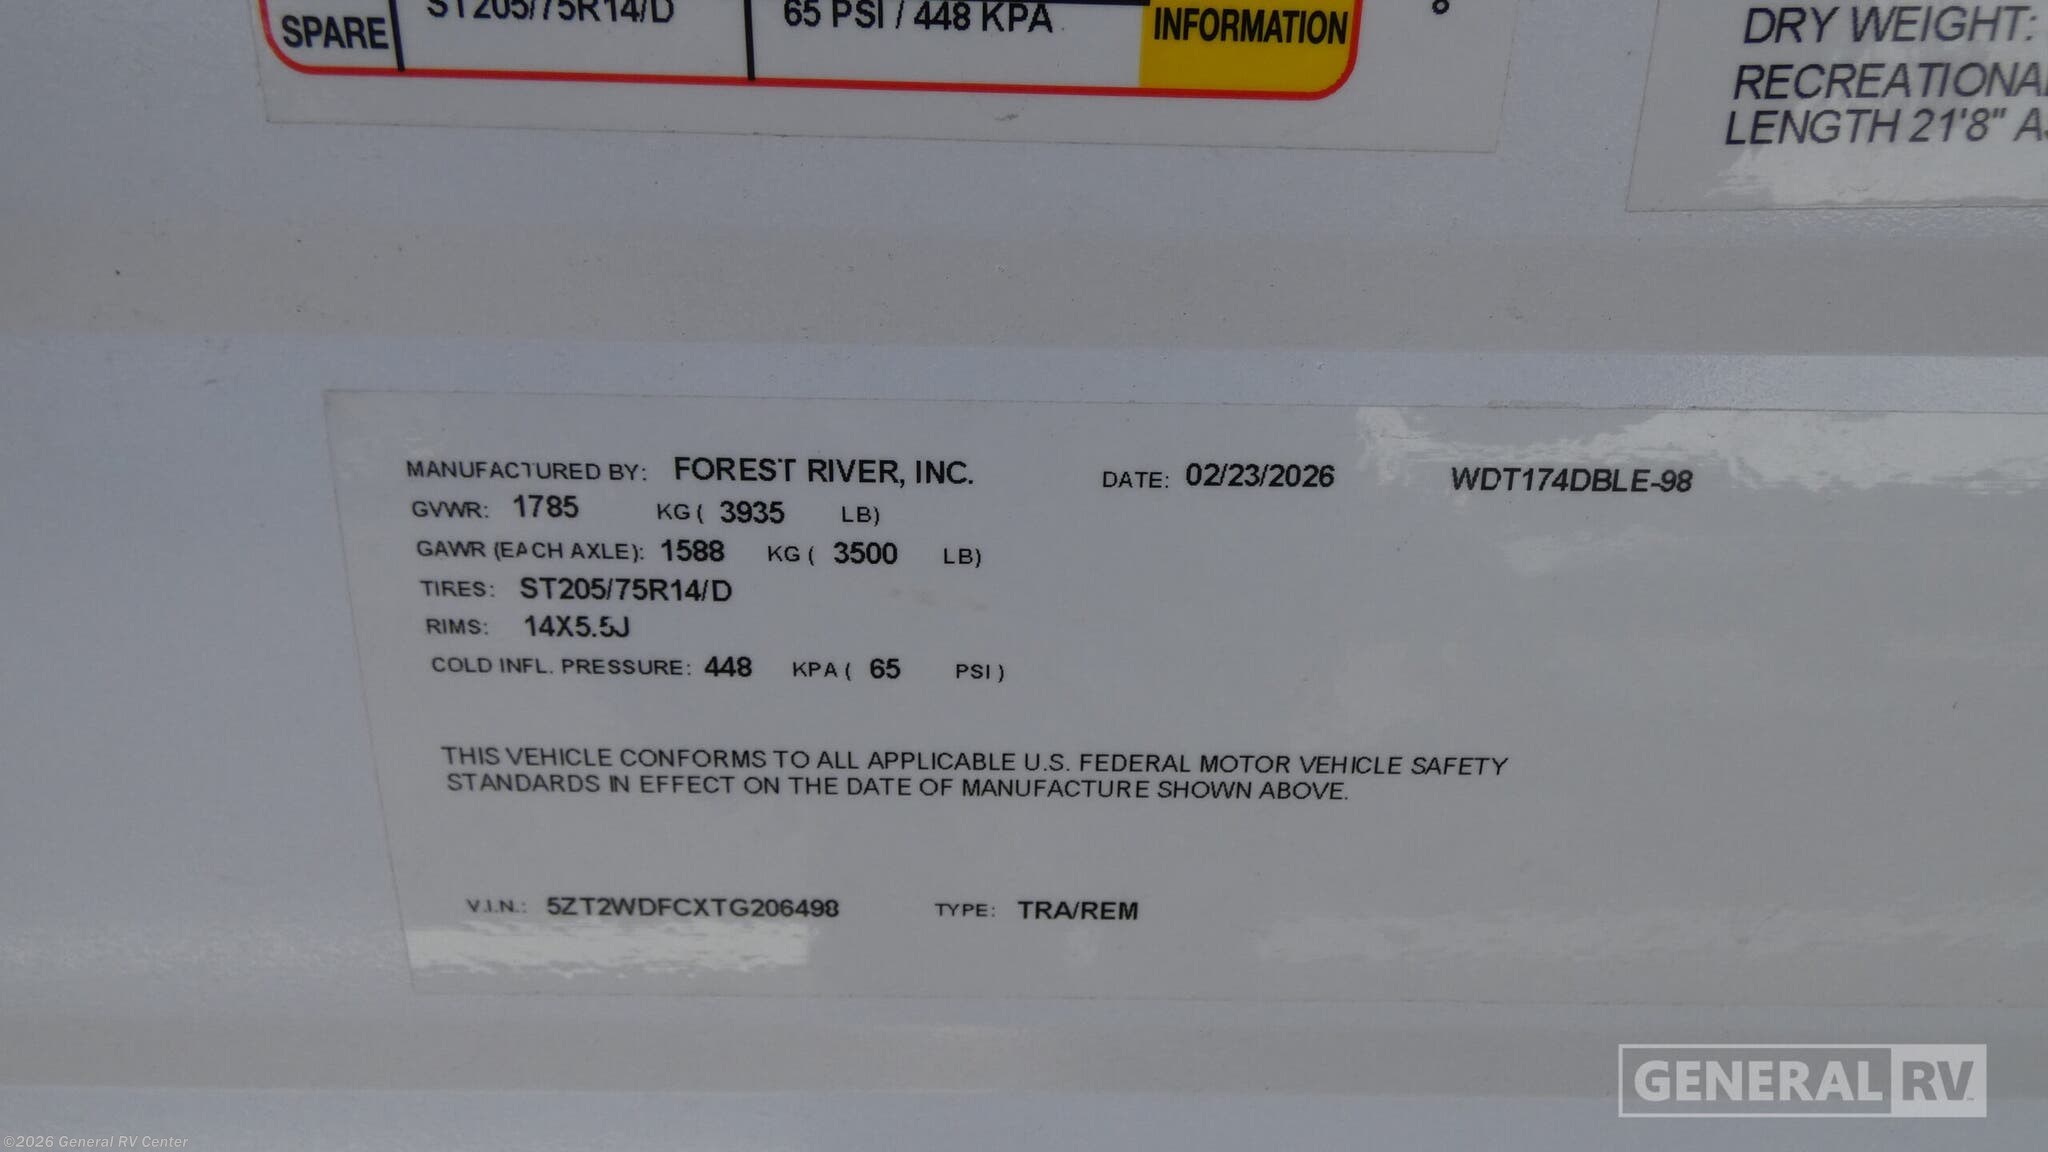 SPARE ST205/75R14/D 65 PSI / 448 KPA INFORMATION
DRY WEIGHT:
RECREATIONAL
LENGTH 21'8"
MANUFACTURED BY: FOREST RIVER, INC. DATE: 02/23/2026 WDT174DBLE-98
GVWR: 1785 KG ( 3935 LB)
GAWR (EACH AXLE): 1588 KG ( 3500 LB)
TIRES: ST205/75R14/D
RIMS: 14X5.5J
COLD INFL. PRESSURE: 448 KPA ( 65 PSI )
THIS VEHICLE CONFORMS TO ALL APPLICABLE U.S. FEDERAL MOTOR VEHICLE SAFETY
STANDARDS IN EFFECT ON THE DATE OF MANUFACTURE SHOWN ABOVE.
V.I.N.: 5ZT2WDFCXTG206498 TYPE: TRA/REM
GENERAL RV
©2026 General RV Center